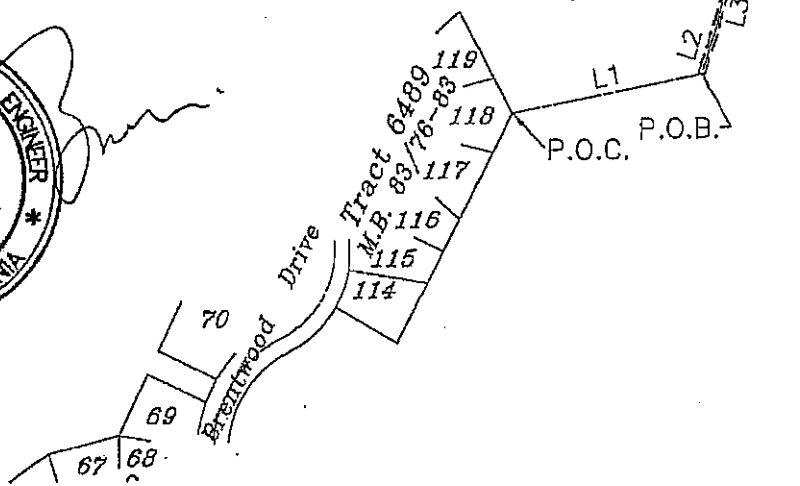 ENGINEER
*
NIA
Tract 6489
M.B. 83/76-83
119
118
117
116
115
114
L1
L2
L3
P.O.C.
P.O.B.
Brentwood Drive
70
69
68
67